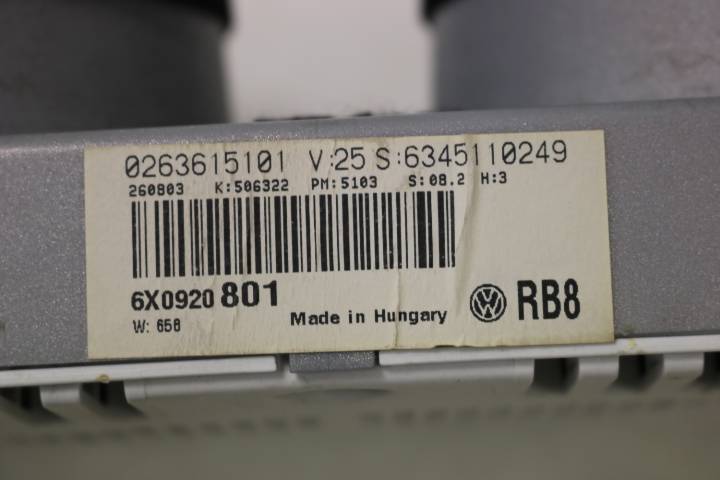 0263615101 V:25 S:6345110249
260803 K:506322 PM:5103 S:08.2 H:3
6X0920 801 RB8
W: 658 Made in Hungary